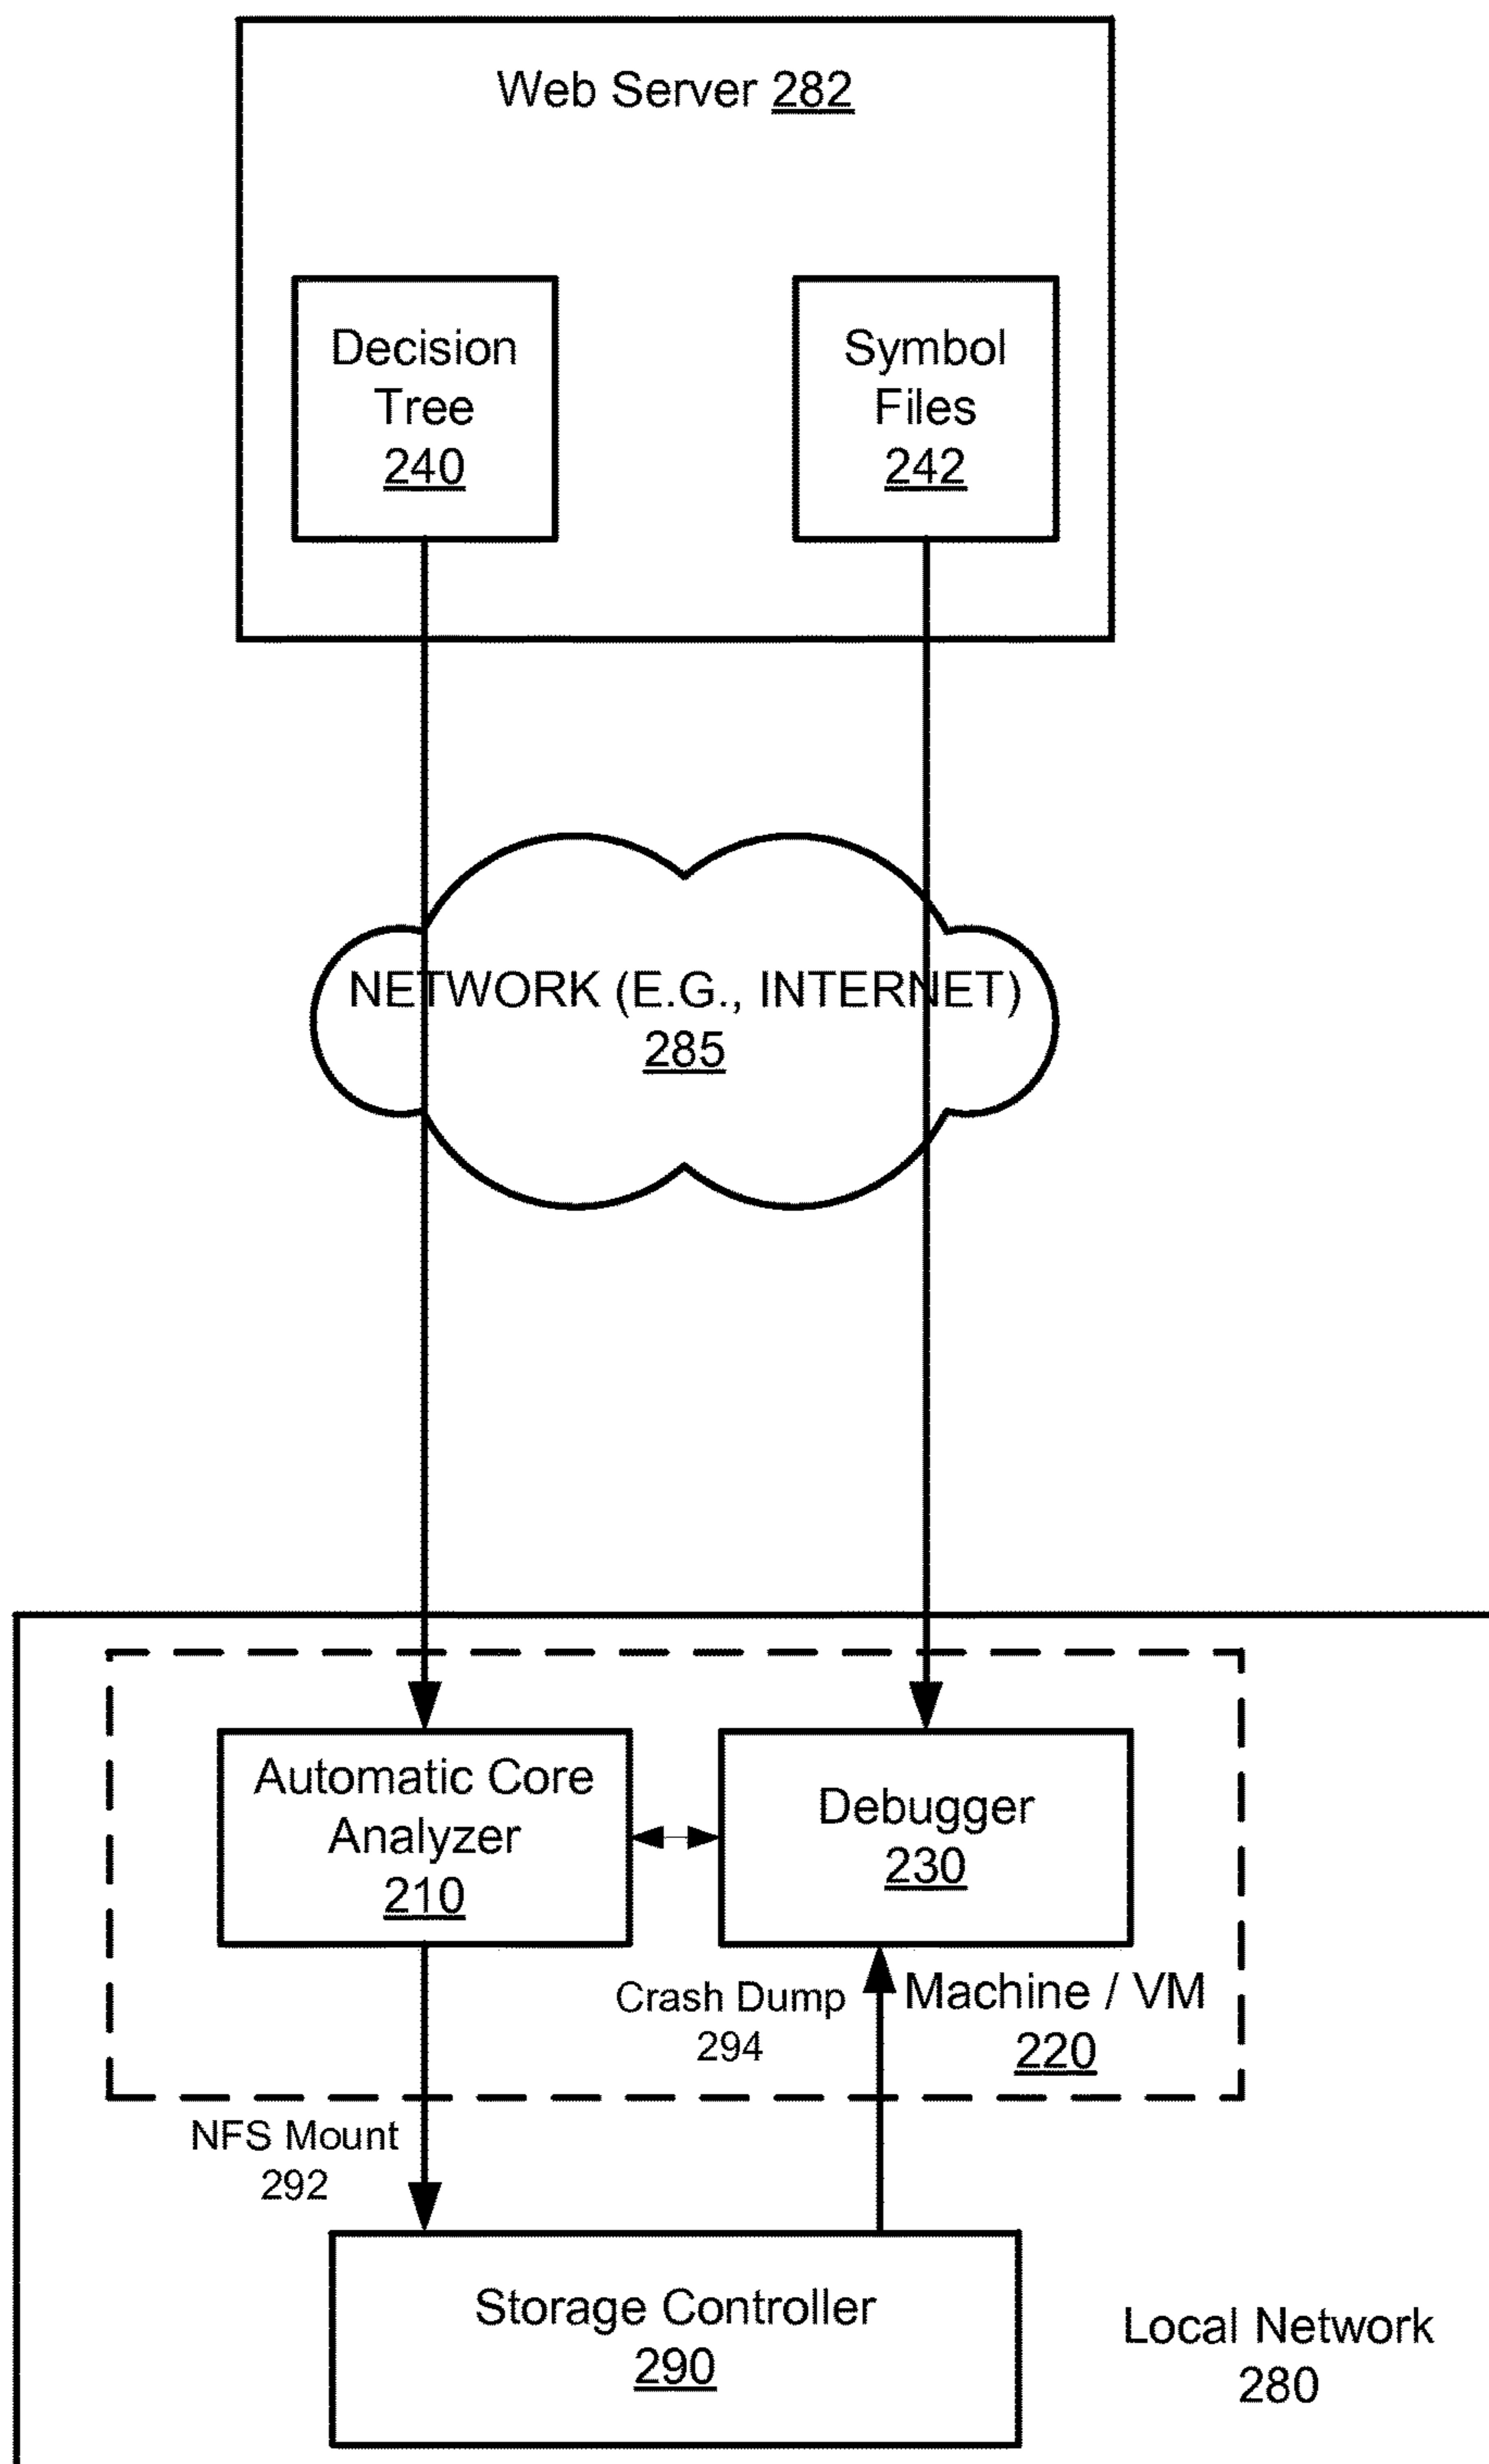 Web Server 282
Decision
Tree
240
Symbol
Files
242
NETWORK (E.G., INTERNET)
285
Automatic Core
Analyzer
210
Debugger
230
Crash Dump
294
Machine / VM
220
NFS Mount
292
Storage Controller
290
Local Network
280